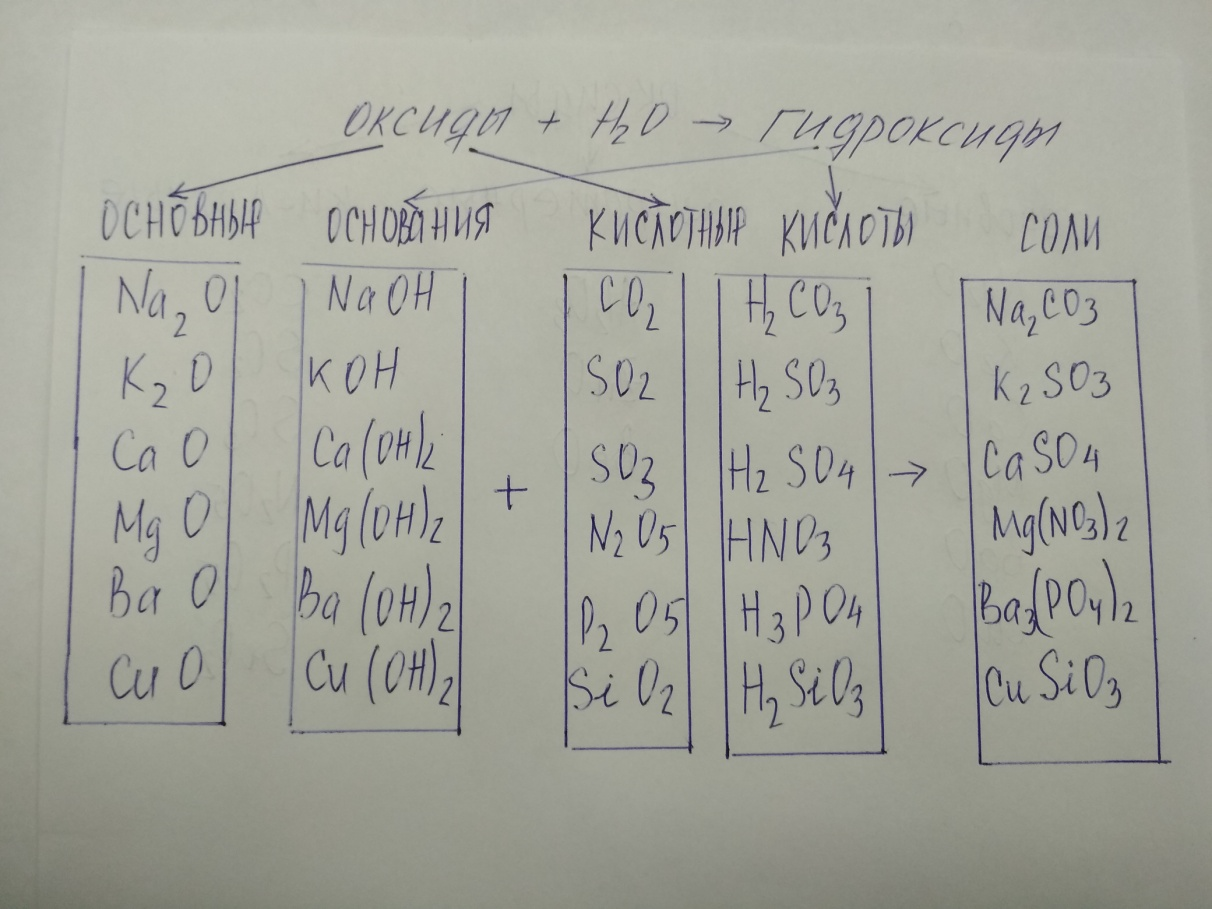 оксиды + H₂O → гидроксиды
основные основания кислотные кислоты соли
Na₂O NaOH CO₂ H₂CO₃ Na₂CO₃
K₂O KOH SO₂ H₂SO₃ K₂SO₃
CaO Ca(OH)₂ SO₃ H₂SO₄ CaSO₄
+ →
MgO Mg(OH)₂ N₂O₅ HNO₃ Mg(NO₃)₂
BaO Ba(OH)₂ P₂O₅ H₃PO₄ Ba₃(PO₄)₂
CuO Cu(OH)₂ SiO₂ H₂SiO₃ CuSiO₃